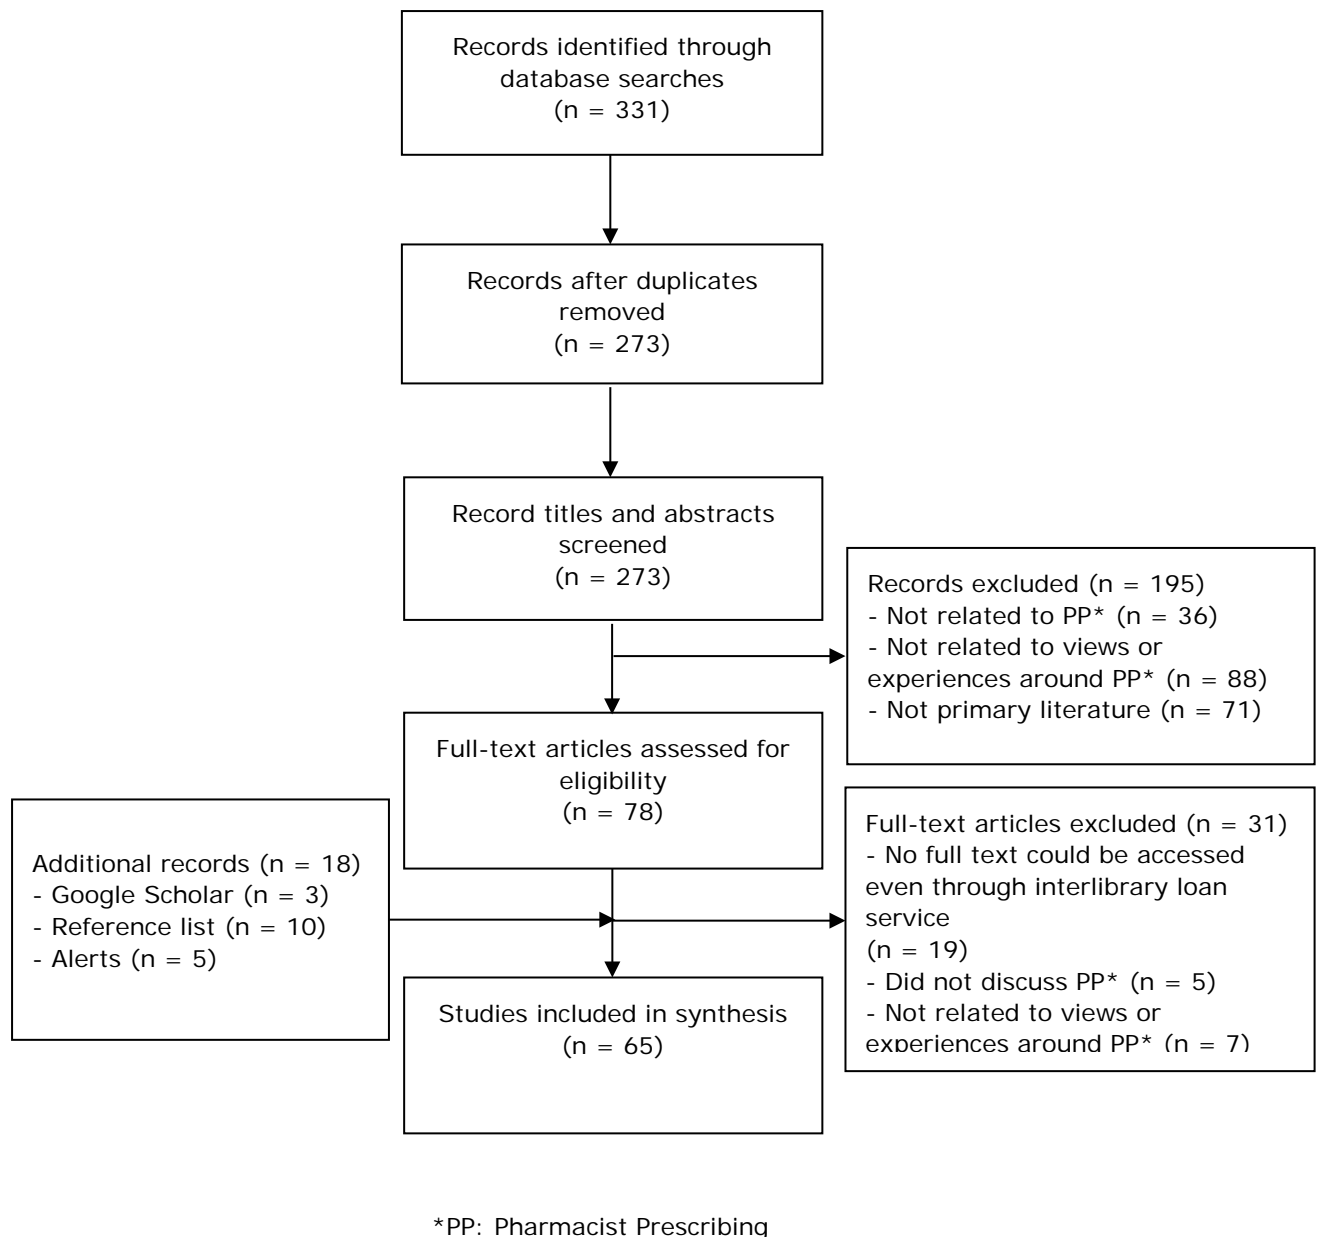 Records identified through
database searches
(n = 331)
Records after duplicates
removed
(n = 273)
Record titles and abstracts
screened
(n = 273)
Records excluded (n = 195)
- Not related to PP* (n = 36)
- Not related to views or
experiences around PP* (n = 88)
- Not primary literature (n = 71)
Full-text articles assessed for
eligibility
(n = 78)
Additional records (n = 18)
- Google Scholar (n = 3)
- Reference list (n = 10)
- Alerts (n = 5)
Full-text articles excluded (n = 31)
- No full text could be accessed
even through interlibrary loan
service
(n = 19)
- Did not discuss PP* (n = 5)
- Not related to views or
experiences around PP* (n = 7)
Studies included in synthesis
(n = 65)
*PP: Pharmacist Prescribing